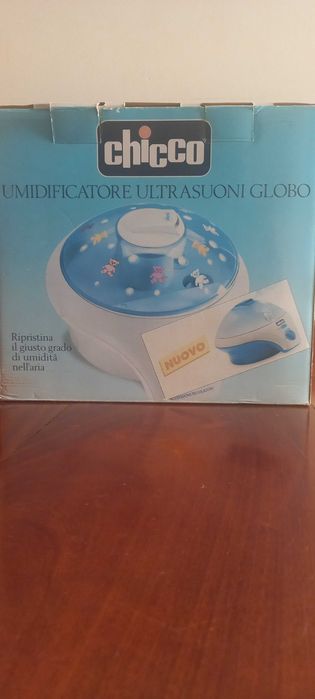 chicco
UMIDIFICATORE ULTRASUONI GLOBO
Ripristina
il giusto grado
di umidità
nell'aria
NUOVO